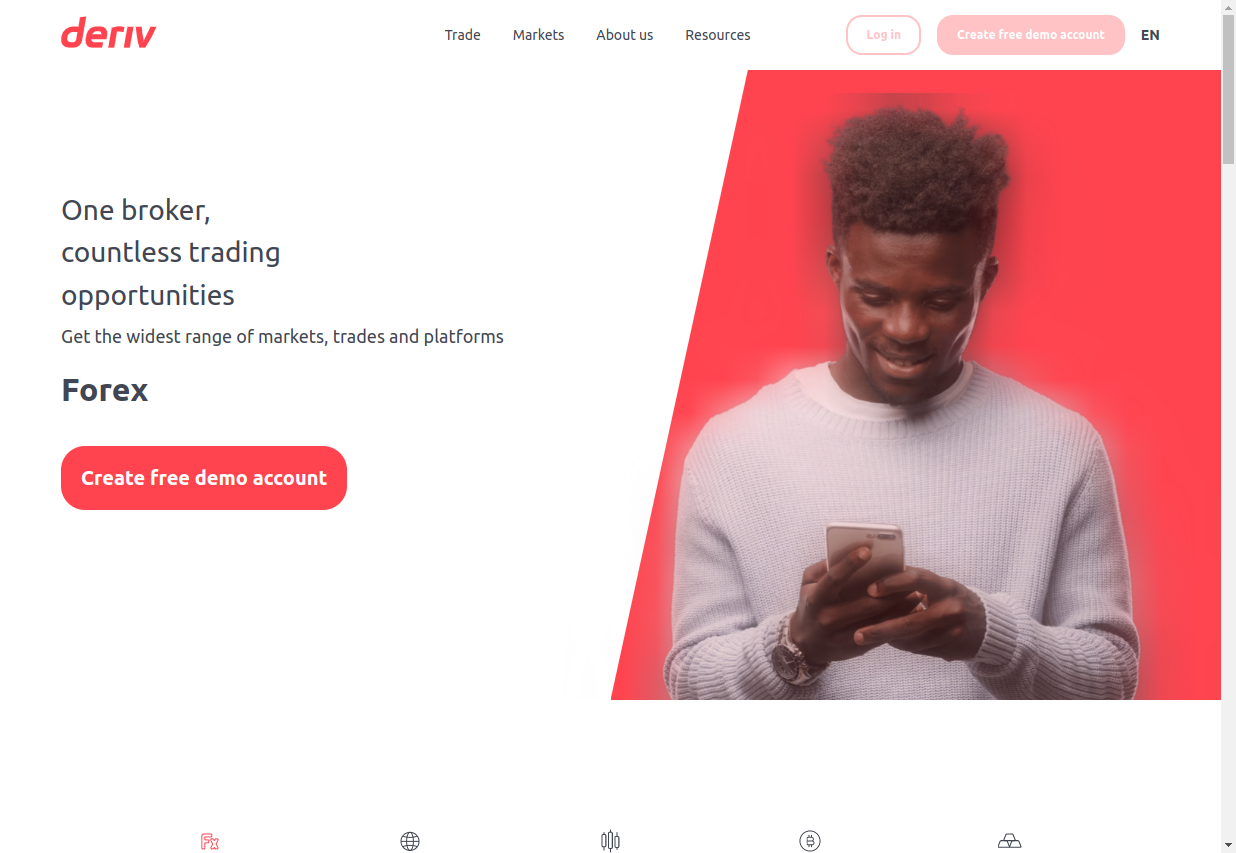 deriv
Trade
Markets
About us
Resources
Log in
Create free demo account
EN
One broker,
countless trading
opportunities
Get the widest range of markets, trades and platforms
Forex
Create free demo account
Fx